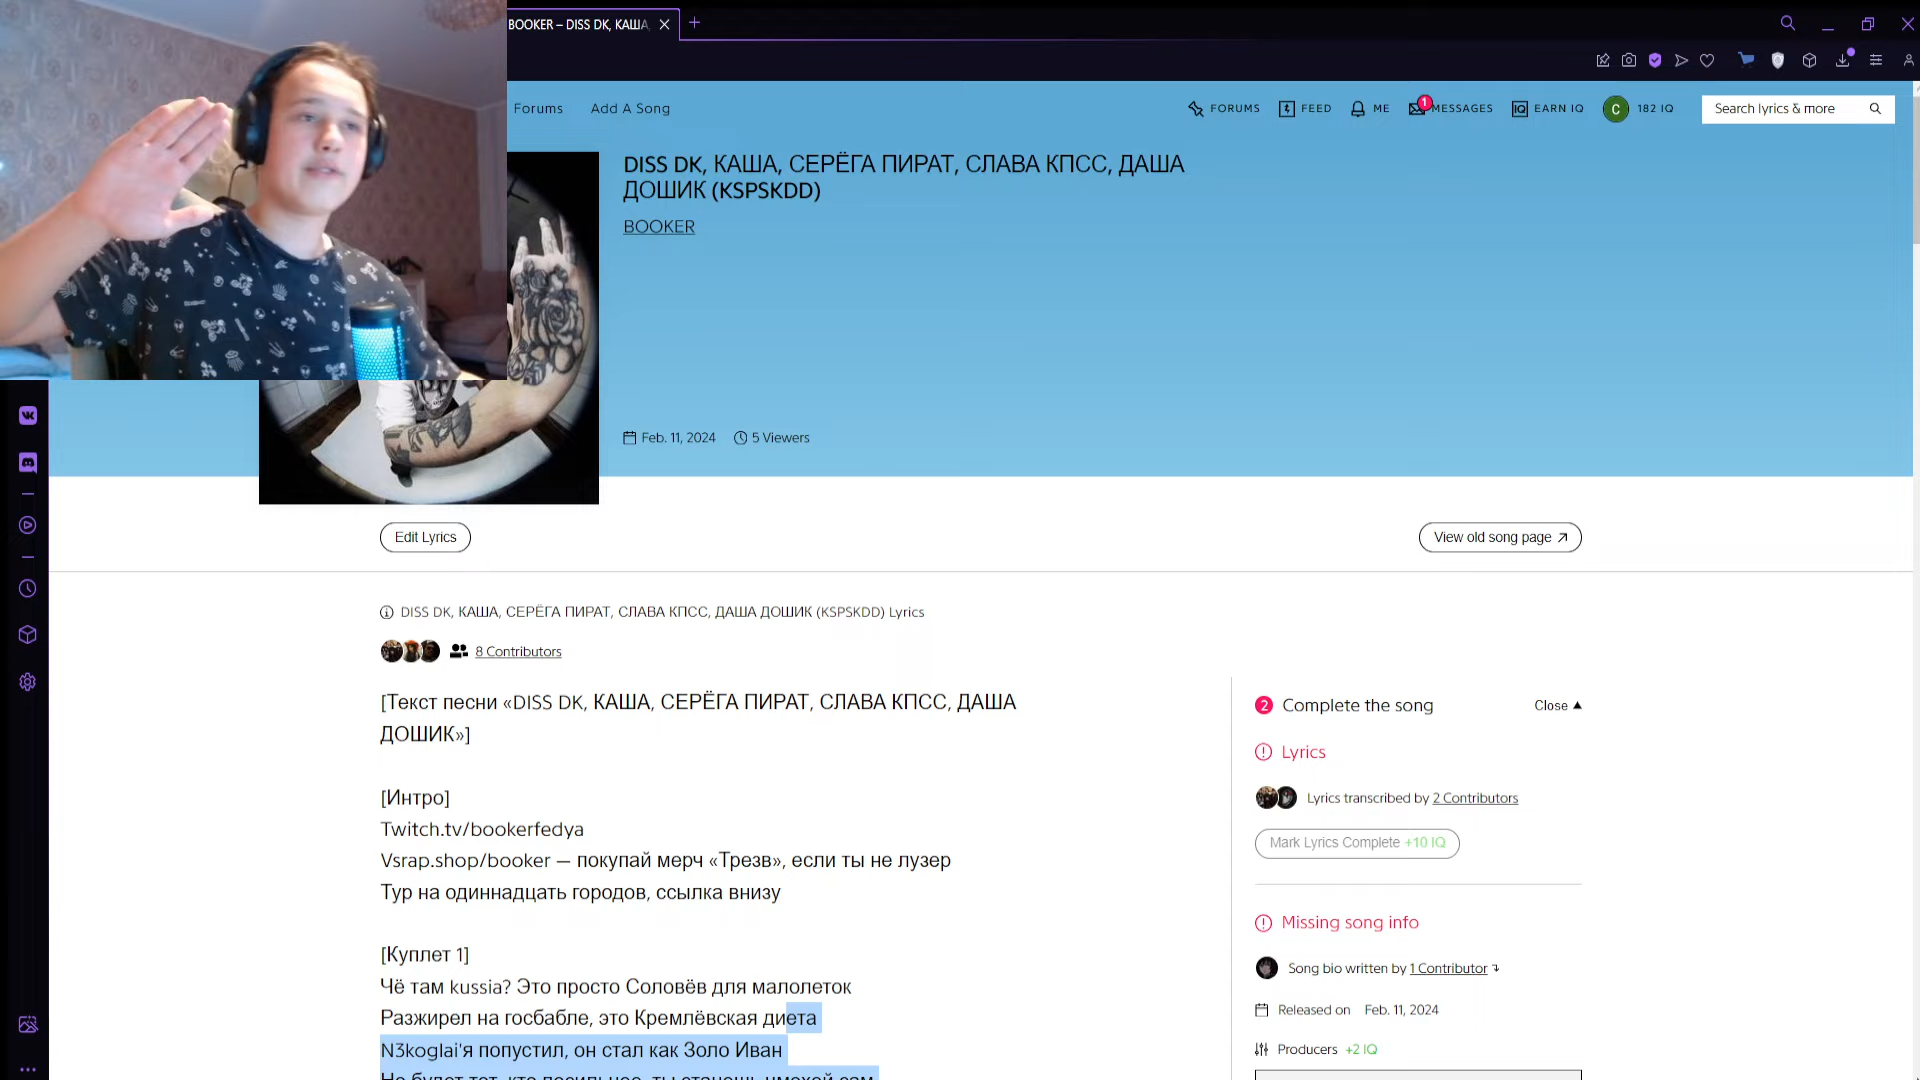 BOOKER – DISS DK, КАША,
Forums
Add A Song
FORUMS
FEED
ME
1
MESSAGES
EARN IQ
C
182 IQ
Search lyrics & more
DISS DK, КАША, СЕРЁГА ПИРАТ, СЛАВА КПСС, ДАША
ДОШИК (KSPSKDD)
BOOKER
Feb. 11, 2024
5 Viewers
Edit Lyrics
View old song page
DISS DK, КАША, СЕРЁГА ПИРАТ, СЛАВА КПСС, ДАША ДОШИК (KSPSKDD) Lyrics
8 Contributors
[Текст песни «DISS DK, КАША, СЕРЁГА ПИРАТ, СЛАВА КПСС, ДАША
ДОШИК»]
[Интро]
Twitch.tv/bookerfedya
Vsrap.shop/booker — покупай мерч «Трезв», если ты не лузер
Тур на одиннадцать городов, ссылка внизу
[Куплет 1]
Чё там kussia? Это просто Соловёв для малолеток
Разжирел на госбабле, это Кремлёвская диета
N3koglai'я попустил, он стал как Золо Иван
2 Complete the song
Close
Lyrics
Lyrics transcribed by 2 Contributors
Mark Lyrics Complete +10 IQ
Missing song info
Song bio written by 1 Contributor
Released on Feb. 11, 2024
Producers +2 IQ